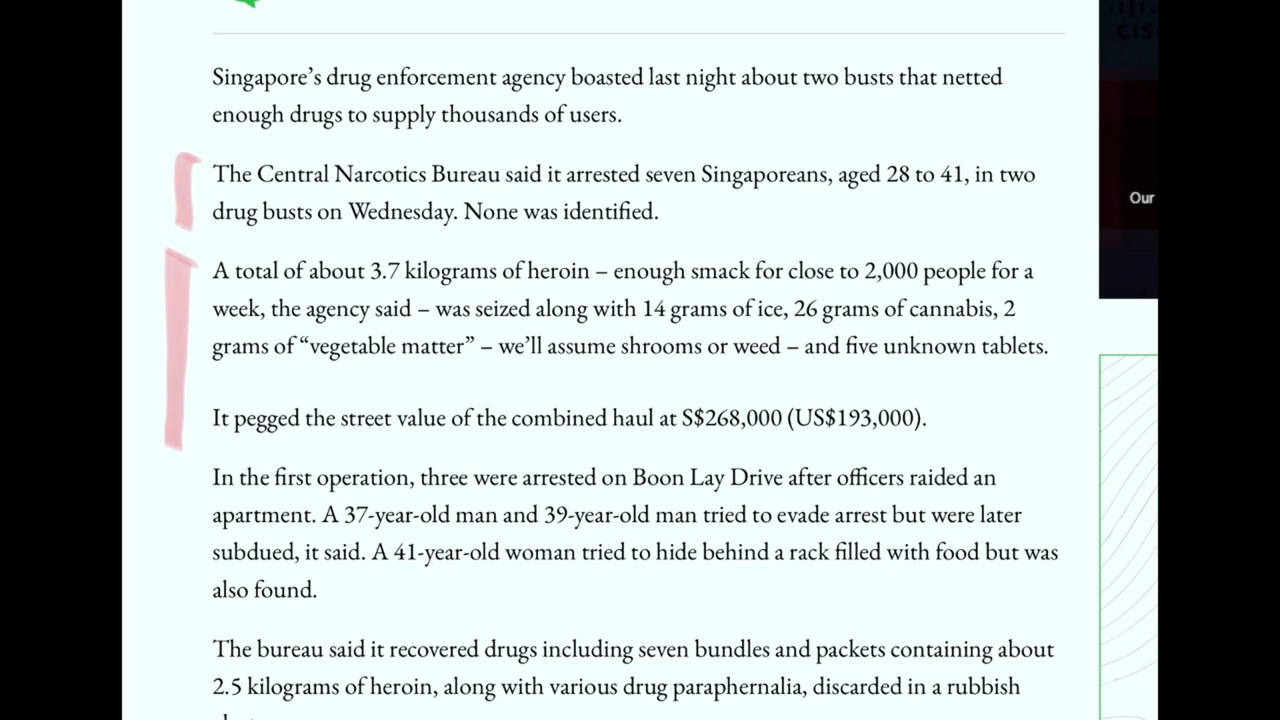 Singapore’s drug enforcement agency boasted last night about two busts that netted
enough drugs to supply thousands of users.
The Central Narcotics Bureau said it arrested seven Singaporeans, aged 28 to 41, in two
drug busts on Wednesday. None was identified.
A total of about 3.7 kilograms of heroin – enough smack for close to 2,000 people for a
week, the agency said – was seized along with 14 grams of ice, 26 grams of cannabis, 2
grams of “vegetable matter” – we’ll assume shrooms or weed – and five unknown tablets.
It pegged the street value of the combined haul at S$268,000 (US$193,000).
In the first operation, three were arrested on Boon Lay Drive after officers raided an
apartment. A 37-year-old man and 39-year-old man tried to evade arrest but were later
subdued, it said. A 41-year-old woman tried to hide behind a rack filled with food but was
also found.
The bureau said it recovered drugs including seven bundles and packets containing about
2.5 kilograms of heroin, along with various drug paraphernalia, discarded in a rubbish
Our